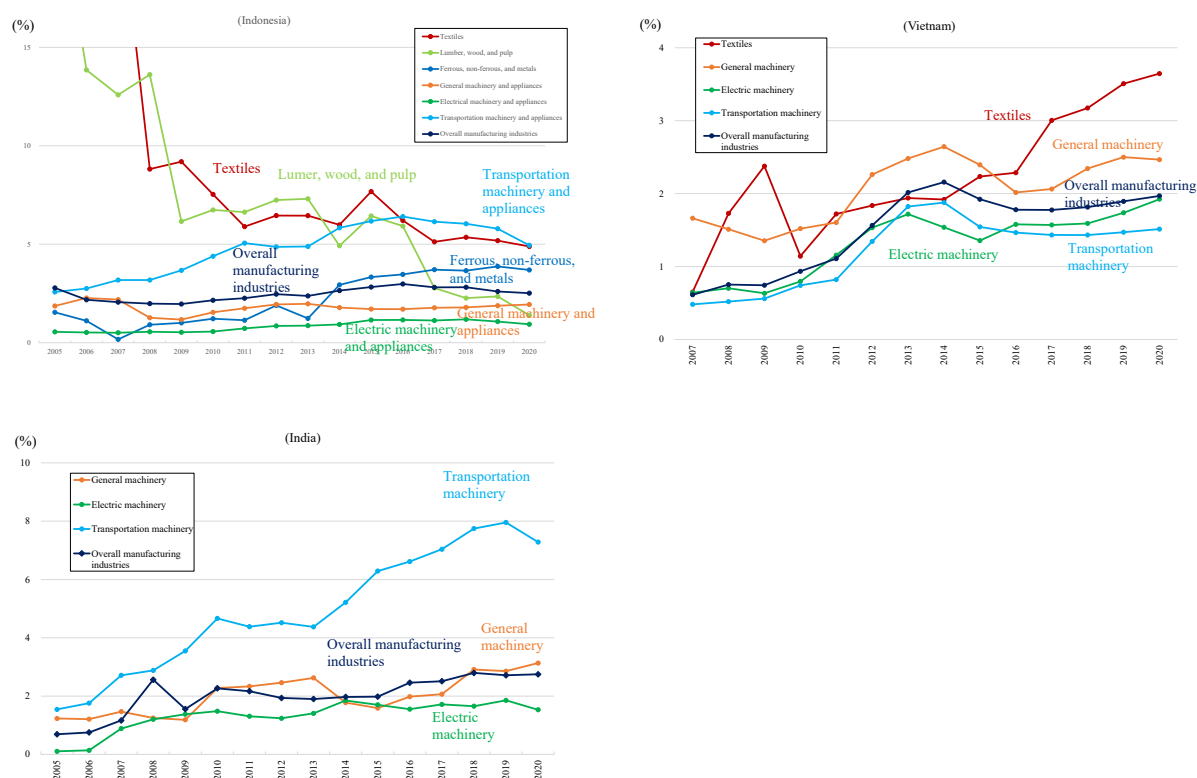 (%)
(Indonesia)
15
10
5
0
2005 2006 2007 2008 2009 2010 2011 2012 2013 2014 2015 2016 2017 2018 2019 2020
Textiles
Lumber, wood, and pulp
Ferrous, non-ferrous, and metals
General machinery and appliances
Electrical machinery and appliances
Transportation machinery and appliances
Overall manufacturing industries
Textiles
Lumer, wood, and pulp
Transportation
machinery and
appliances
Overall
manufacturing
industries
Ferrous, non-ferrous,
and metals
General machinery and
appliances
Electric machinery
and appliances
(%)
(Vietnam)
4
3
2
1
0
2007 2008 2009 2010 2011 2012 2013 2014 2015 2016 2017 2018 2019 2020
Textiles
General machinery
Electric machinery
Transportation machinery
Overall manufacturing
industries
Textiles
General machinery
Overall manufacturing
industries
Electric machinery
Transportation
machinery
(%)
(India)
10
8
6
4
2
0
2005 2006 2007 2008 2009 2010 2011 2012 2013 2014 2015 2016 2017 2018 2019 2020
General machinery
Electric machinery
Transportation machinery
Overall manufacturing
industries
Transportation
machinery
General
machinery
Overall manufacturing
industries
Electric
machinery